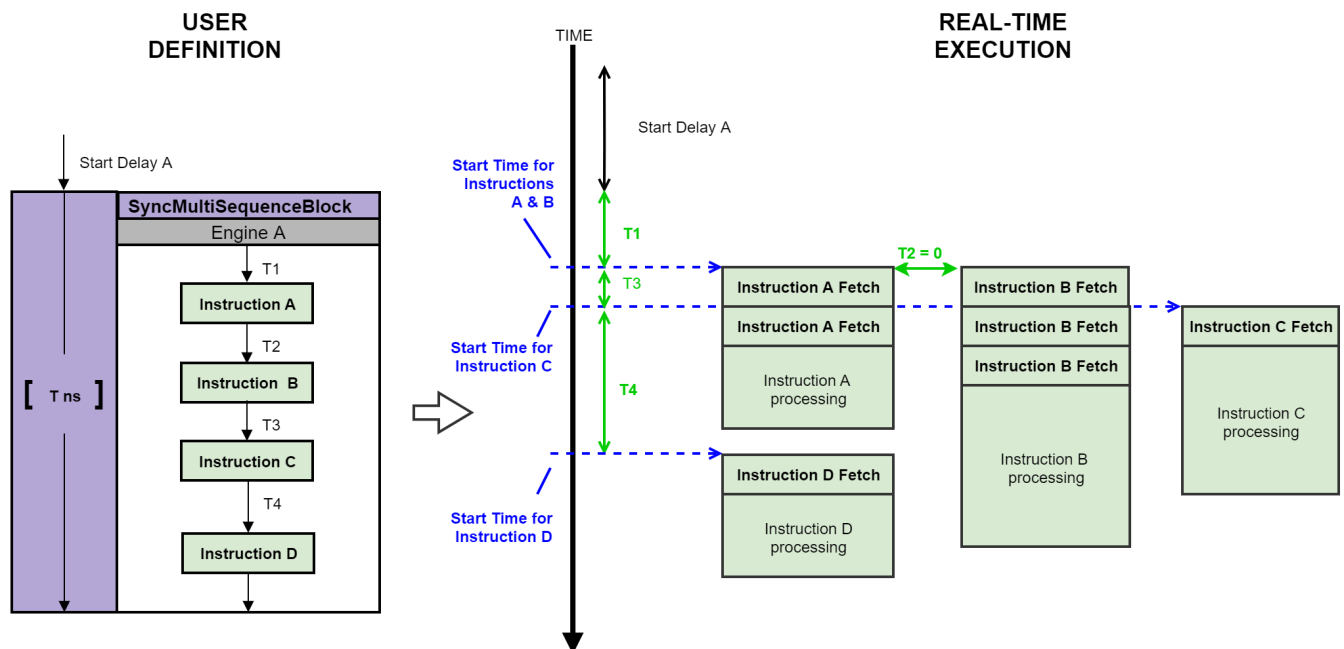 USER
DEFINITION
Start Delay A
SyncMultiSequenceBlock
Engine A
T1
Instruction A
T2
Instruction B
T3
Instruction C
T4
Instruction D
[ T ns ]
REAL-TIME
EXECUTION
TIME
Start Delay A
Start Time for
Instructions
A & B
T1
T3
Start Time for
Instruction C
T4
Start Time for
Instruction D
T2 = 0
Instruction A Fetch
Instruction A Fetch
Instruction A
processing
Instruction D Fetch
Instruction D
processing
Instruction B Fetch
Instruction B Fetch
Instruction B Fetch
Instruction B
processing
Instruction C Fetch
Instruction C
processing